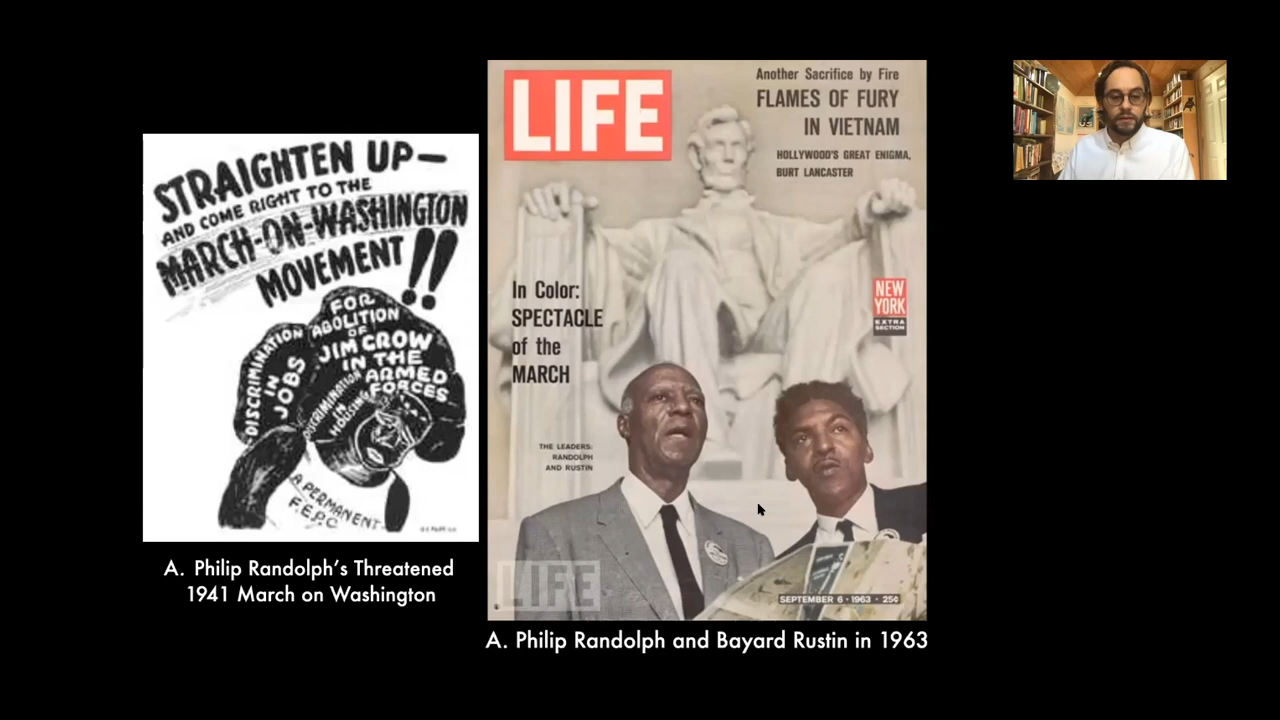 STRAIGHTEN UP—
AND COME RIGHT TO THE
MARCH-ON-WASHINGTON
MOVEMENT!!
DISCRIMINATION
IN
JOBS
FOR
ABOLITION
OF
JIM CROW
IN THE
ARMED
FORCES
DISCRIMINATION
IN
HOUSING
A PERMANENT
F.E.P.C
A. Philip Randolph's Threatened
1941 March on Washington
LIFE
Another Sacrifice by Fire
FLAMES OF FURY
IN VIETNAM
HOLLYWOOD'S GREAT ENIGMA,
BURT LANCASTER
In Color:
SPECTACLE
of the
MARCH
NEW
YORK
EXTRA
SECTION
THE LEADERS:
RANDOLPH
AND RUSTIN
LIFE
SEPTEMBER 6 · 1963 · 25¢
A. Philip Randolph and Bayard Rustin in 1963